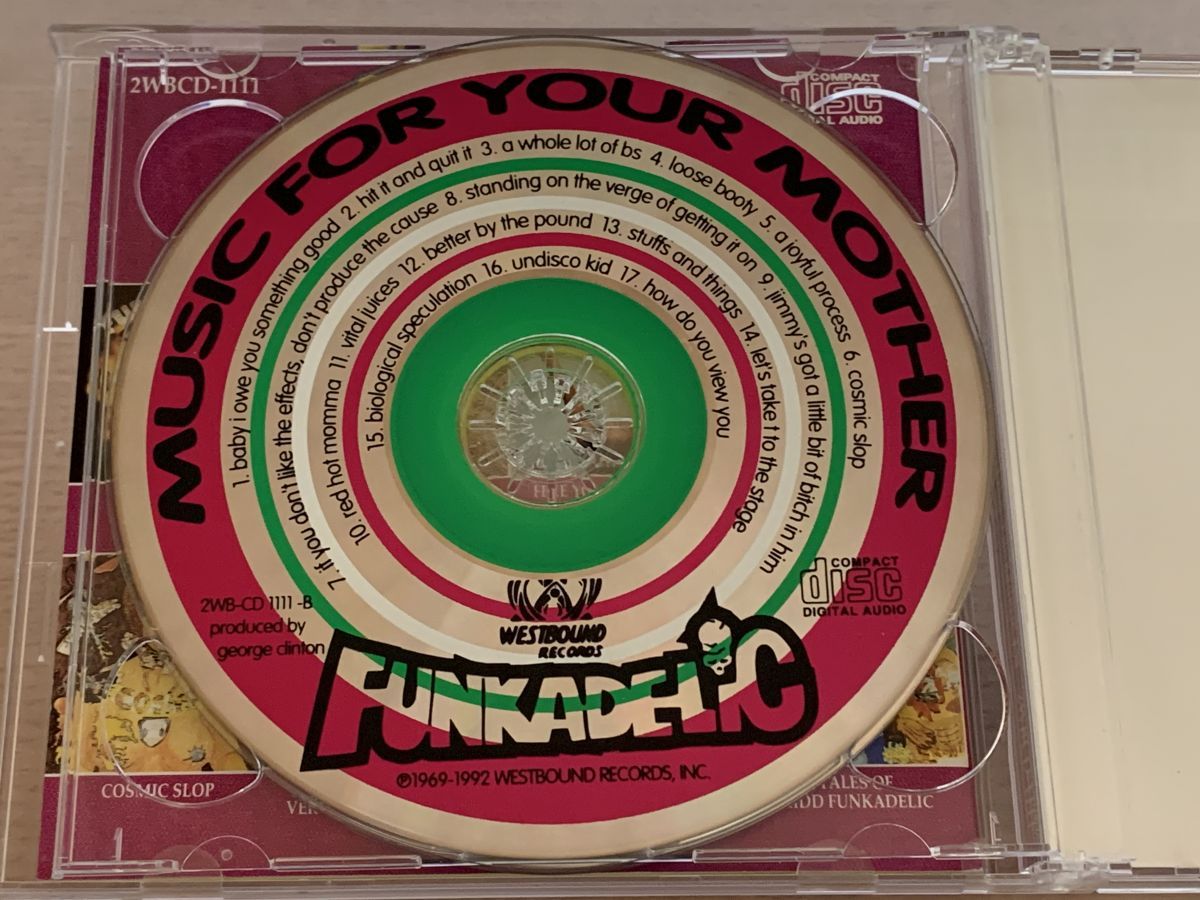 2WBCD-1111
COMPACT
disc
AL AUDIO
MUSIC FOR YOUR MOTHER
1. baby i owe you something good 2. hit it and quit it 3. a whole lot of bs 4. loose booty 5. a joyful process 6. cosmic slop
7. if you don't like the effects, don't produce the cause 8. standing on the verge of getting it on 9. jimmy's got a little bit of bitch in him
10. red hot momma 11. vital juices 12. better by the pound 13. stuffs and things 14. let's take t to the stage
15. biological speculation 16. undisco kid 17. how do you view you
2WB-CD 1111 -B
produced by
george clinton
WESTBOUND
RECORDS
COMPACT
disc
DIGITAL AUDIO
FUNKADELIC
℗1969-1992 WESTBOUND RECORDS, INC.
COSMIC SLOP
ALES OF
IDD FUNKADELIC